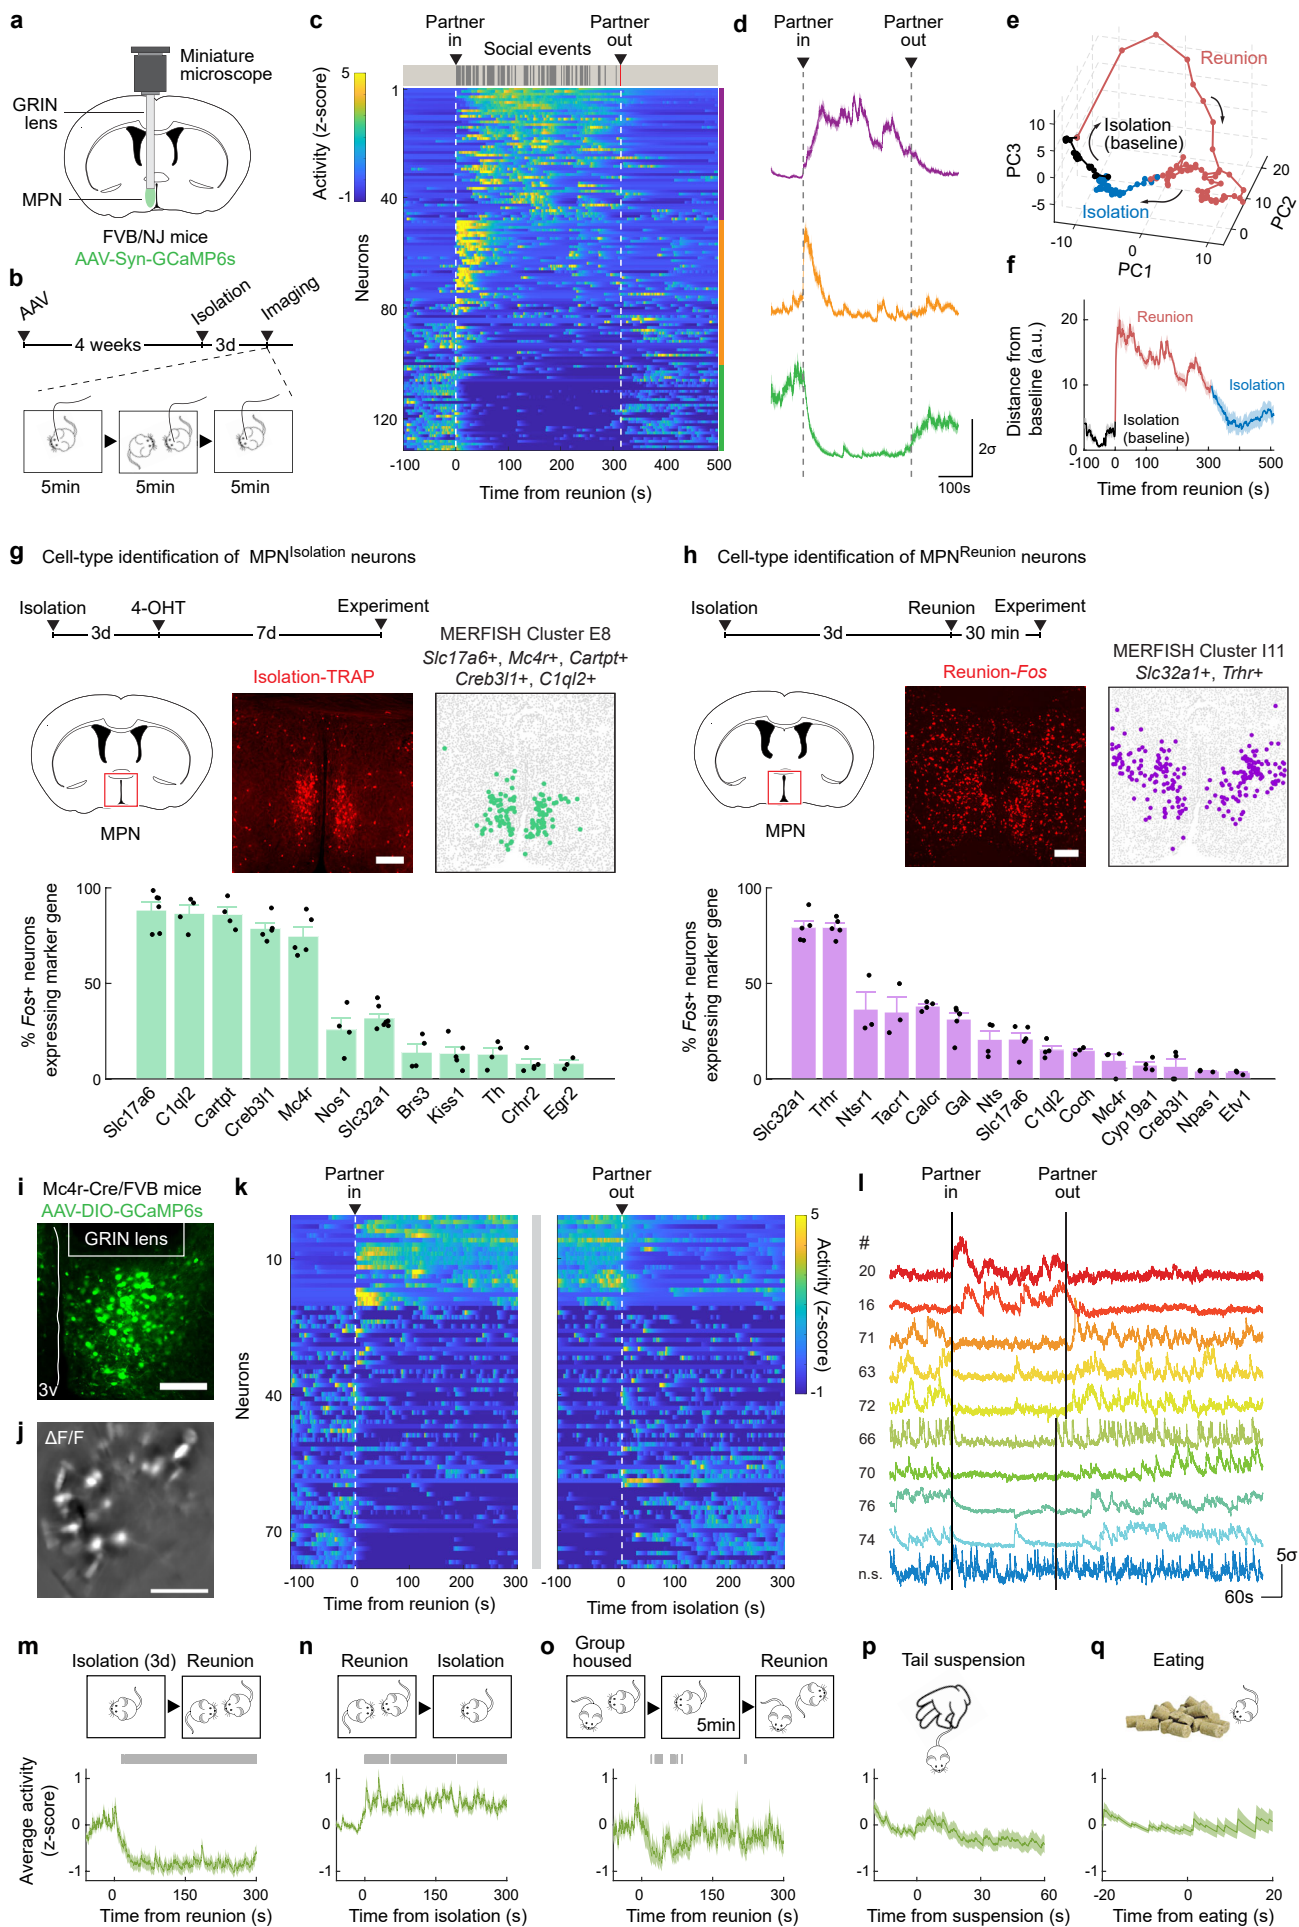 a
Miniature
microscope
GRIN
lens
MPN
FVB/NJ mice
AAV-Syn-GCaMP6s
b
AAV
Isolation
Imaging
4 weeks
3d
5min
5min
5min
c
Partner
in
Partner
out
Social events
Activity (z-score)
5
-1
Neurons
1
40
80
120
-100 0 100 200 300 400 500
Time from reunion (s)
d
Partner
in
Partner
out
2σ
100s
e
Reunion
Isolation
(baseline)
Isolation
PC3
10
5
0
-5
PC1
-10
0
10
PC2
0
10
20
f
Distance from
baseline (a.u.)
20
10
0
Reunion
Isolation
Isolation
(baseline)
-100 0 100 300 500
Time from reunion (s)
g Cell-type identification of MPNIsolation neurons
Isolation
4-OHT
Experiment
3d
7d
MPN
Isolation-TRAP
MERFISH Cluster E8
Slc17a6+, Mc4r+, Cartpt+
Creb3l1+, C1ql2+
% Fos+ neurons
expressing marker gene
100
50
0
Slc17a6
C1ql2
Cartpt
Creb3l1
Mc4r
Nos1
Slc32a1
Brs3
Kiss1
Th
Crhr2
Egr2
h Cell-type identification of MPNReunion neurons
Isolation
Reunion
Experiment
3d
30 min
MPN
Reunion-Fos
MERFISH Cluster I11
Slc32a1+, Trhr+
% Fos+ neurons
expressing marker gene
100
50
0
Slc32a1
Trhr
Ntsr1
Tacr1
Calcr
Gal
Nts
Slc17a6
C1ql2
Coch
Mc4r
Cyp19a1
Creb3l1
Npas1
Etv1
i
Mc4r-Cre/FVB mice
AAV-DIO-GCaMP6s
GRIN lens
3v
j
ΔF/F
k
Partner
in
Partner
out
Neurons
10
40
70
-100 0 100 200 300
Time from reunion (s)
-100 0 100 200 300
Time from isolation (s)
5
-1
Activity (z-score)
l
Partner
in
Partner
out
#
20
16
71
63
72
66
70
76
74
n.s.
5σ
60s
m
Isolation (3d)
Reunion
Average activity
(z-score)
1
0
-1
0 150 300
Time from reunion (s)
n
Reunion
Isolation
1
0
-1
0 150 300
Time from isolation (s)
o
Group
housed
5min
Reunion
1
0
-1
0 150 300
Time from reunion (s)
p
Tail suspension
1
0
-1
0 30 60
Time from suspension (s)
q
Eating
1
0
-1
-20 0 20
Time from eating (s)